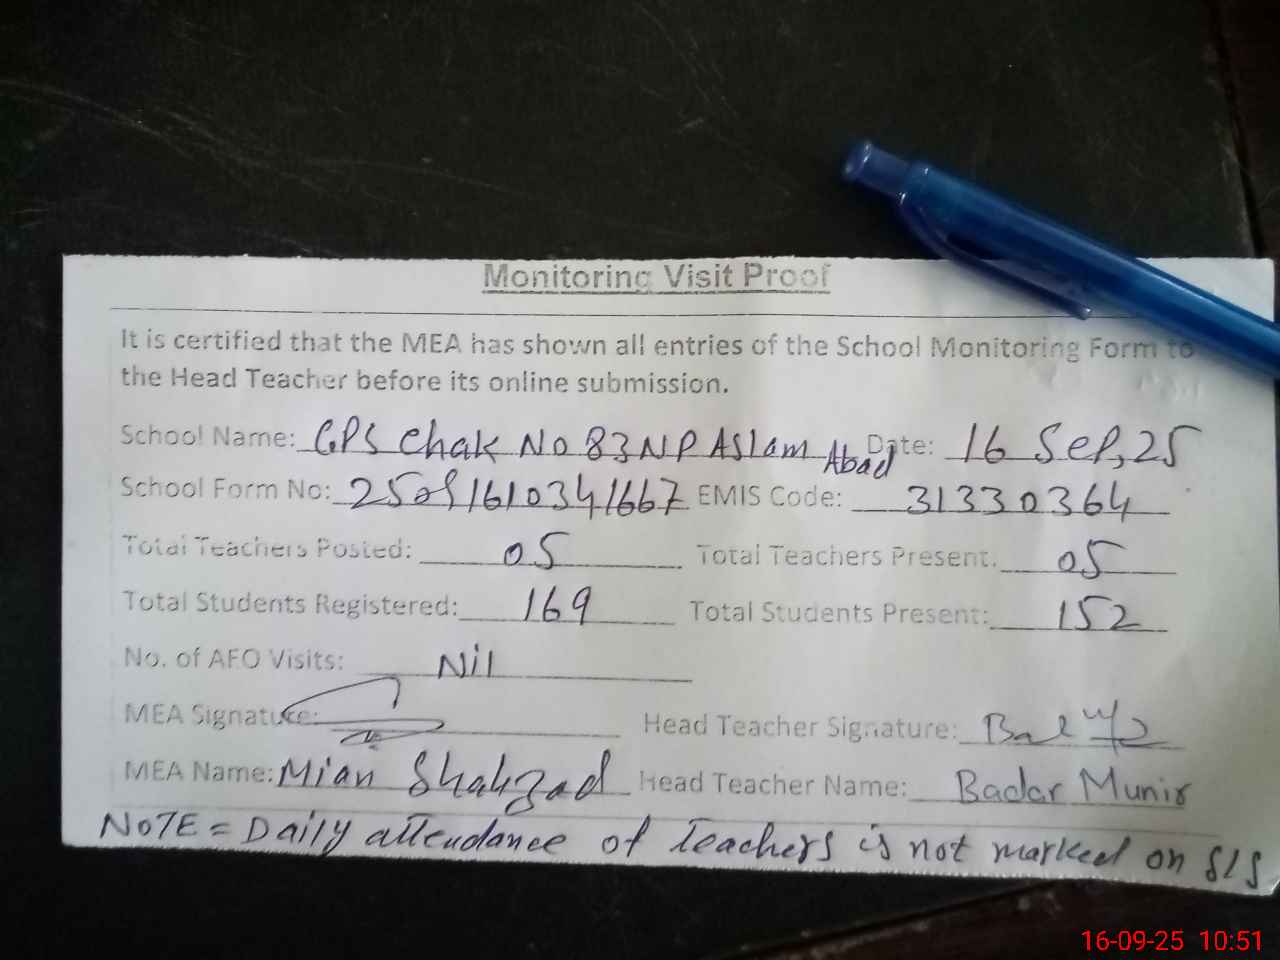 Monitoring Visit Proof
It is certified that the MEA has shown all entries of the School Monitoring Form to
the Head Teacher before its online submission.
School Name: GPS Chak No 83NP Aslam Abad Date: 16 Sep, 25
School Form No: 25091610341667 EMIS Code: 31330364
Total Teachers Posted: 05 Total Teachers Present: 05
Total Students Registered: 169 Total Students Present: 152
No. of AEO Visits: Nil
MEA Signature: Head Teacher Signature:
MEA Name: Mian Shahzad Head Teacher Name: Badar Munir
NOTE = Daily attendance of Teachers is not marked on SIS
16-09-25 10:51